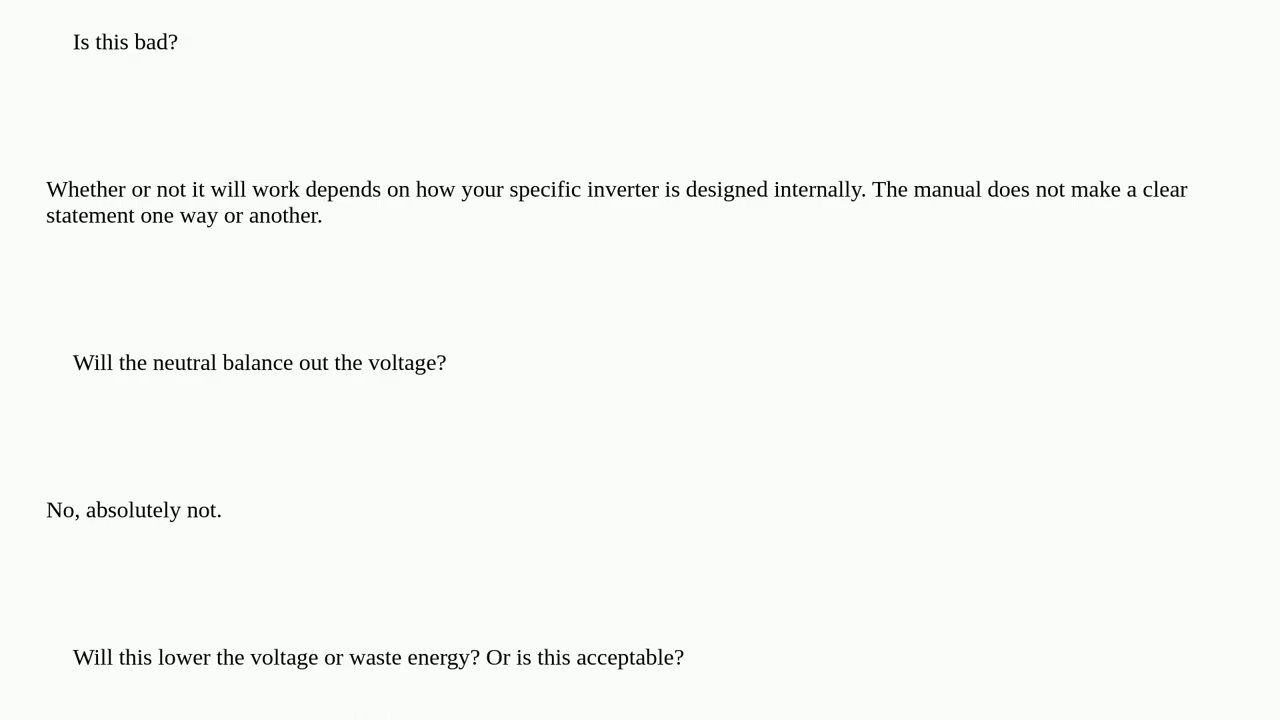 Is this bad?
Whether or not it will work depends on how your specific inverter is designed internally. The manual does not make a clear
statement one way or another.
Will the neutral balance out the voltage?
No, absolutely not.
Will this lower the voltage or waste energy? Or is this acceptable?